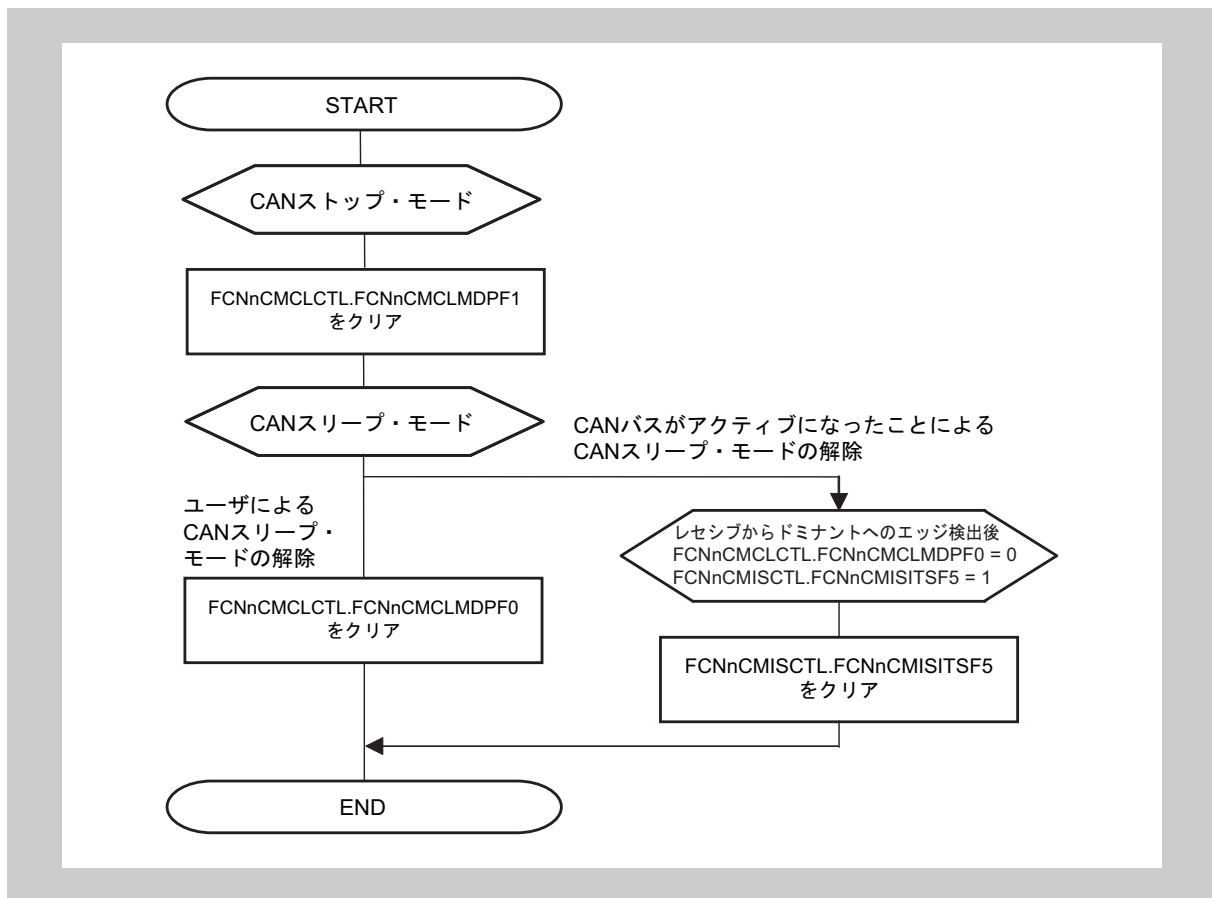 START
CANストップ・モード
FCNnCMCLCTL.FCNnCMCLMDPF1
をクリア
CANスリープ・モード
CANバスがアクティブになったことによる
CANスリープ・モードの解除
ユーザによる
CANスリープ・
モードの解除
レセシブからドミナントへのエッジ検出後
FCNnCMCLCTL.FCNnCMCLMDPF0 = 0
FCNnCMISCTL.FCNnCMISITSF5 = 1
FCNnCMCLCTL.FCNnCMCLMDPF0
をクリア
FCNnCMISCTL.FCNnCMISITSF5
をクリア
END